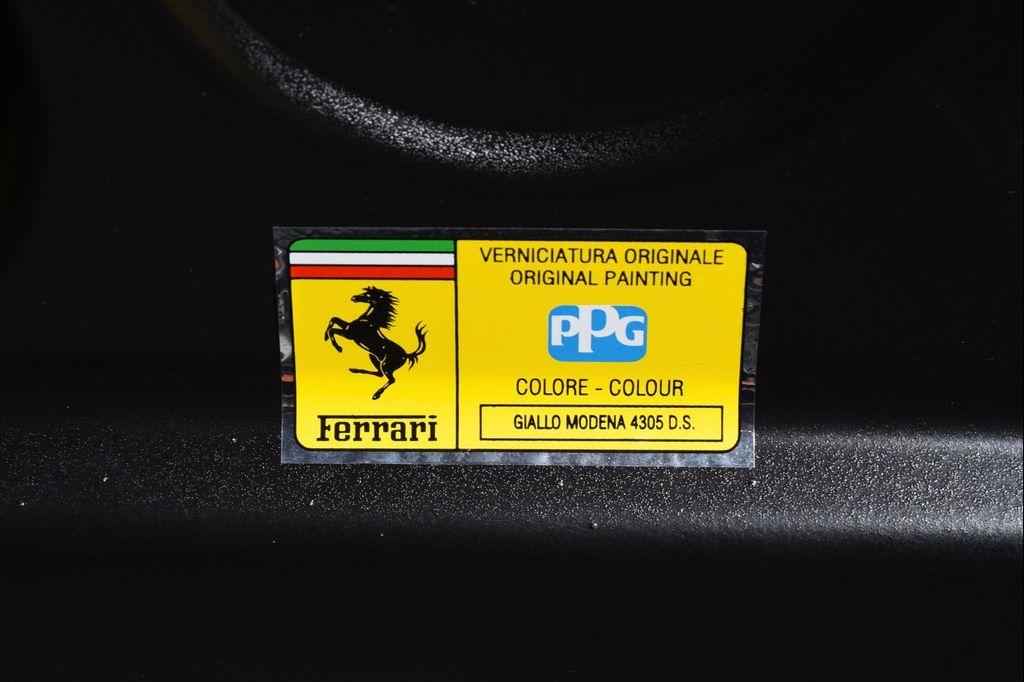 VERNICIATURA ORIGINALE
ORIGINAL PAINTING
PPG
COLORE - COLOUR
GIALLO MODENA 4305 D.S.
Ferrari